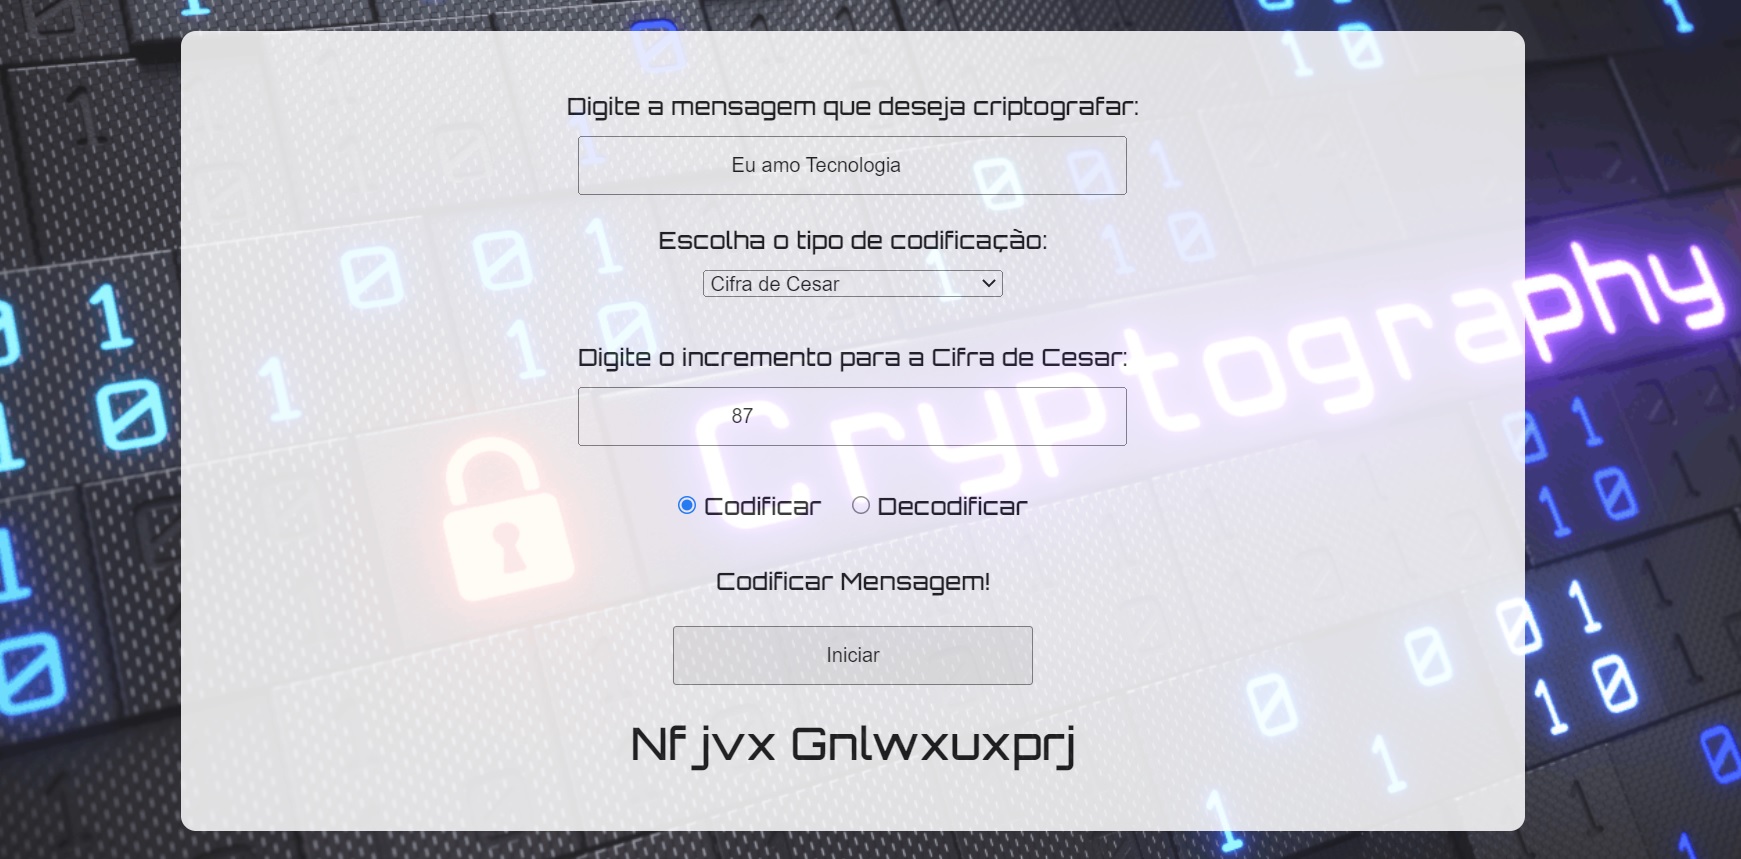 Digite a mensagem que deseja criptografar:
Eu amo Tecnologia
Escolha o tipo de codificação:
Cifra de Cesar
Digite o incremento para a Cifra de Cesar:
87
Cryptography
Codificar Decodificar
Codificar Mensagem!
Iniciar
Nf jvx Gnlwxuxprj